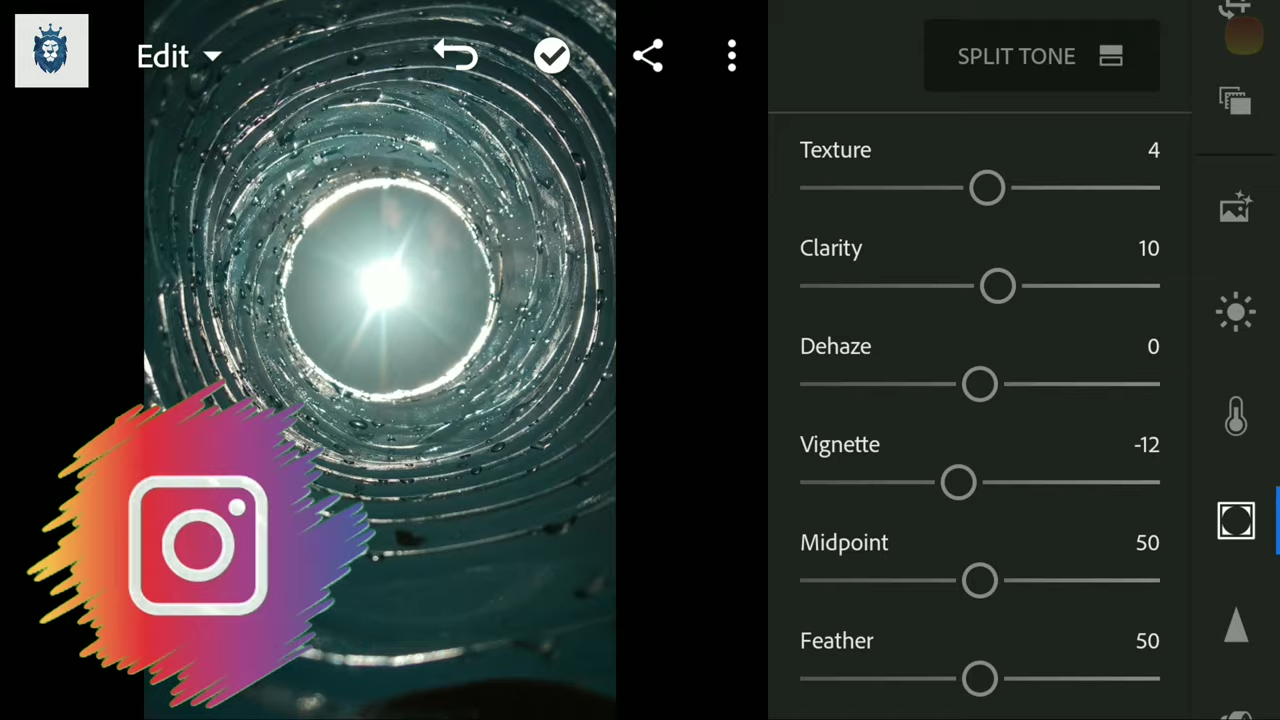 Edit
SPLIT TONE
Texture 4
Clarity 10
Dehaze 0
Vignette -12
Midpoint 50
Feather 50